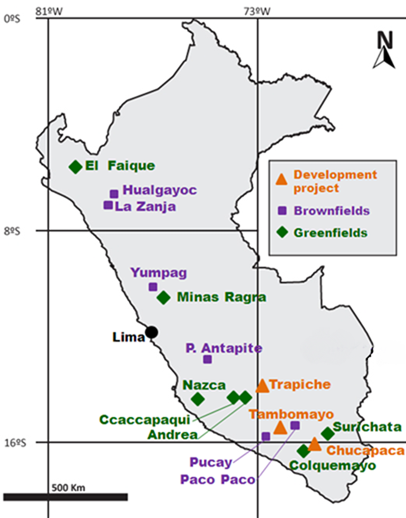 81ºW
73ºW
0ºS
N
El Faique
Development
project
Hualgayoc
La Zanja
Brownfields
Greenfields
8ºS
Yumpag
Minas Ragra
Lima
P. Antapite
Trapiche
Nazca
Ccaccapaqui
Tambomayo
Andrea
Surichata
16ºS
Chucapaca
Pucay
Colquemayo
Paco Paco
500 Km